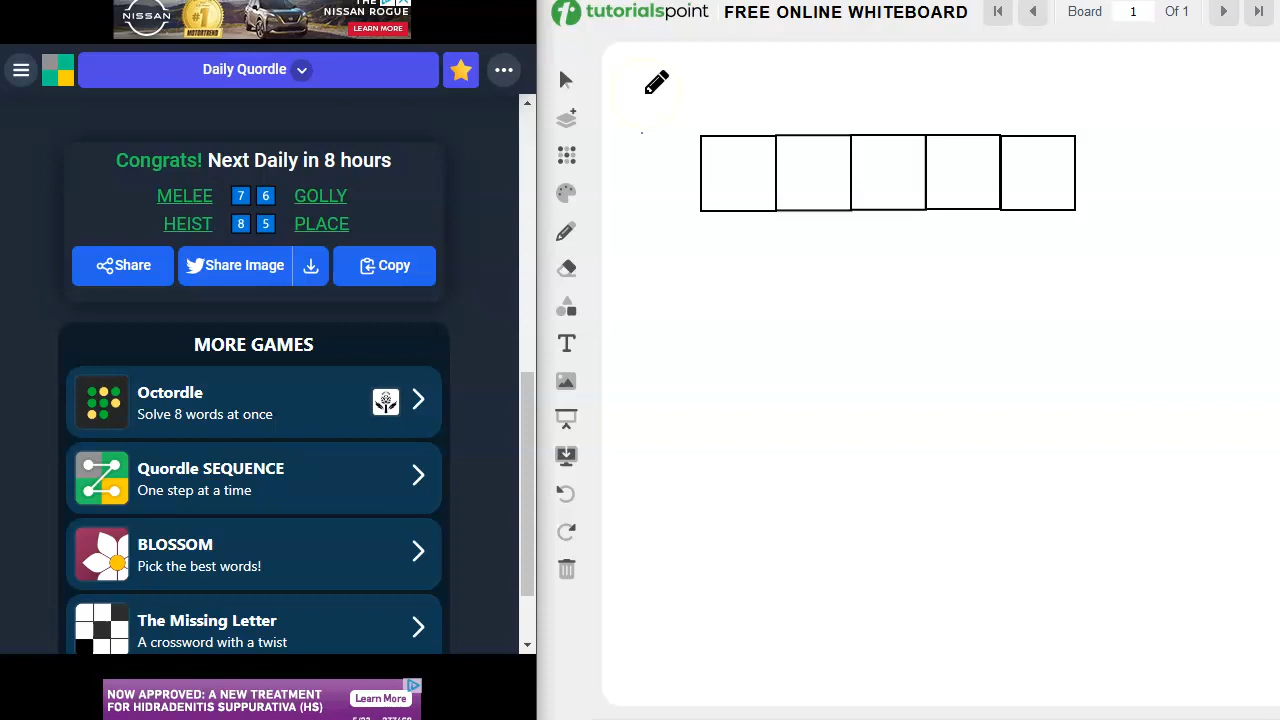 THE
NISSAN ROGUE
NISSAN
#1
MOTORTREND
LEARN MORE
Daily Quordle
Congrats! Next Daily in 8 hours
MELEE 7 6 GOLLY
HEIST 8 5 PLACE
Share
Share Image
Copy
MORE GAMES
Octordle
Solve 8 words at once
Quordle SEQUENCE
One step at a time
BLOSSOM
Pick the best words!
The Missing Letter
A crossword with a twist
NOW APPROVED: A NEW TREATMENT
FOR HIDRADENITIS SUPPURATIVA (HS)
Learn More
tutorialspoint FREE ONLINE WHITEBOARD
Board 1 Of 1
T